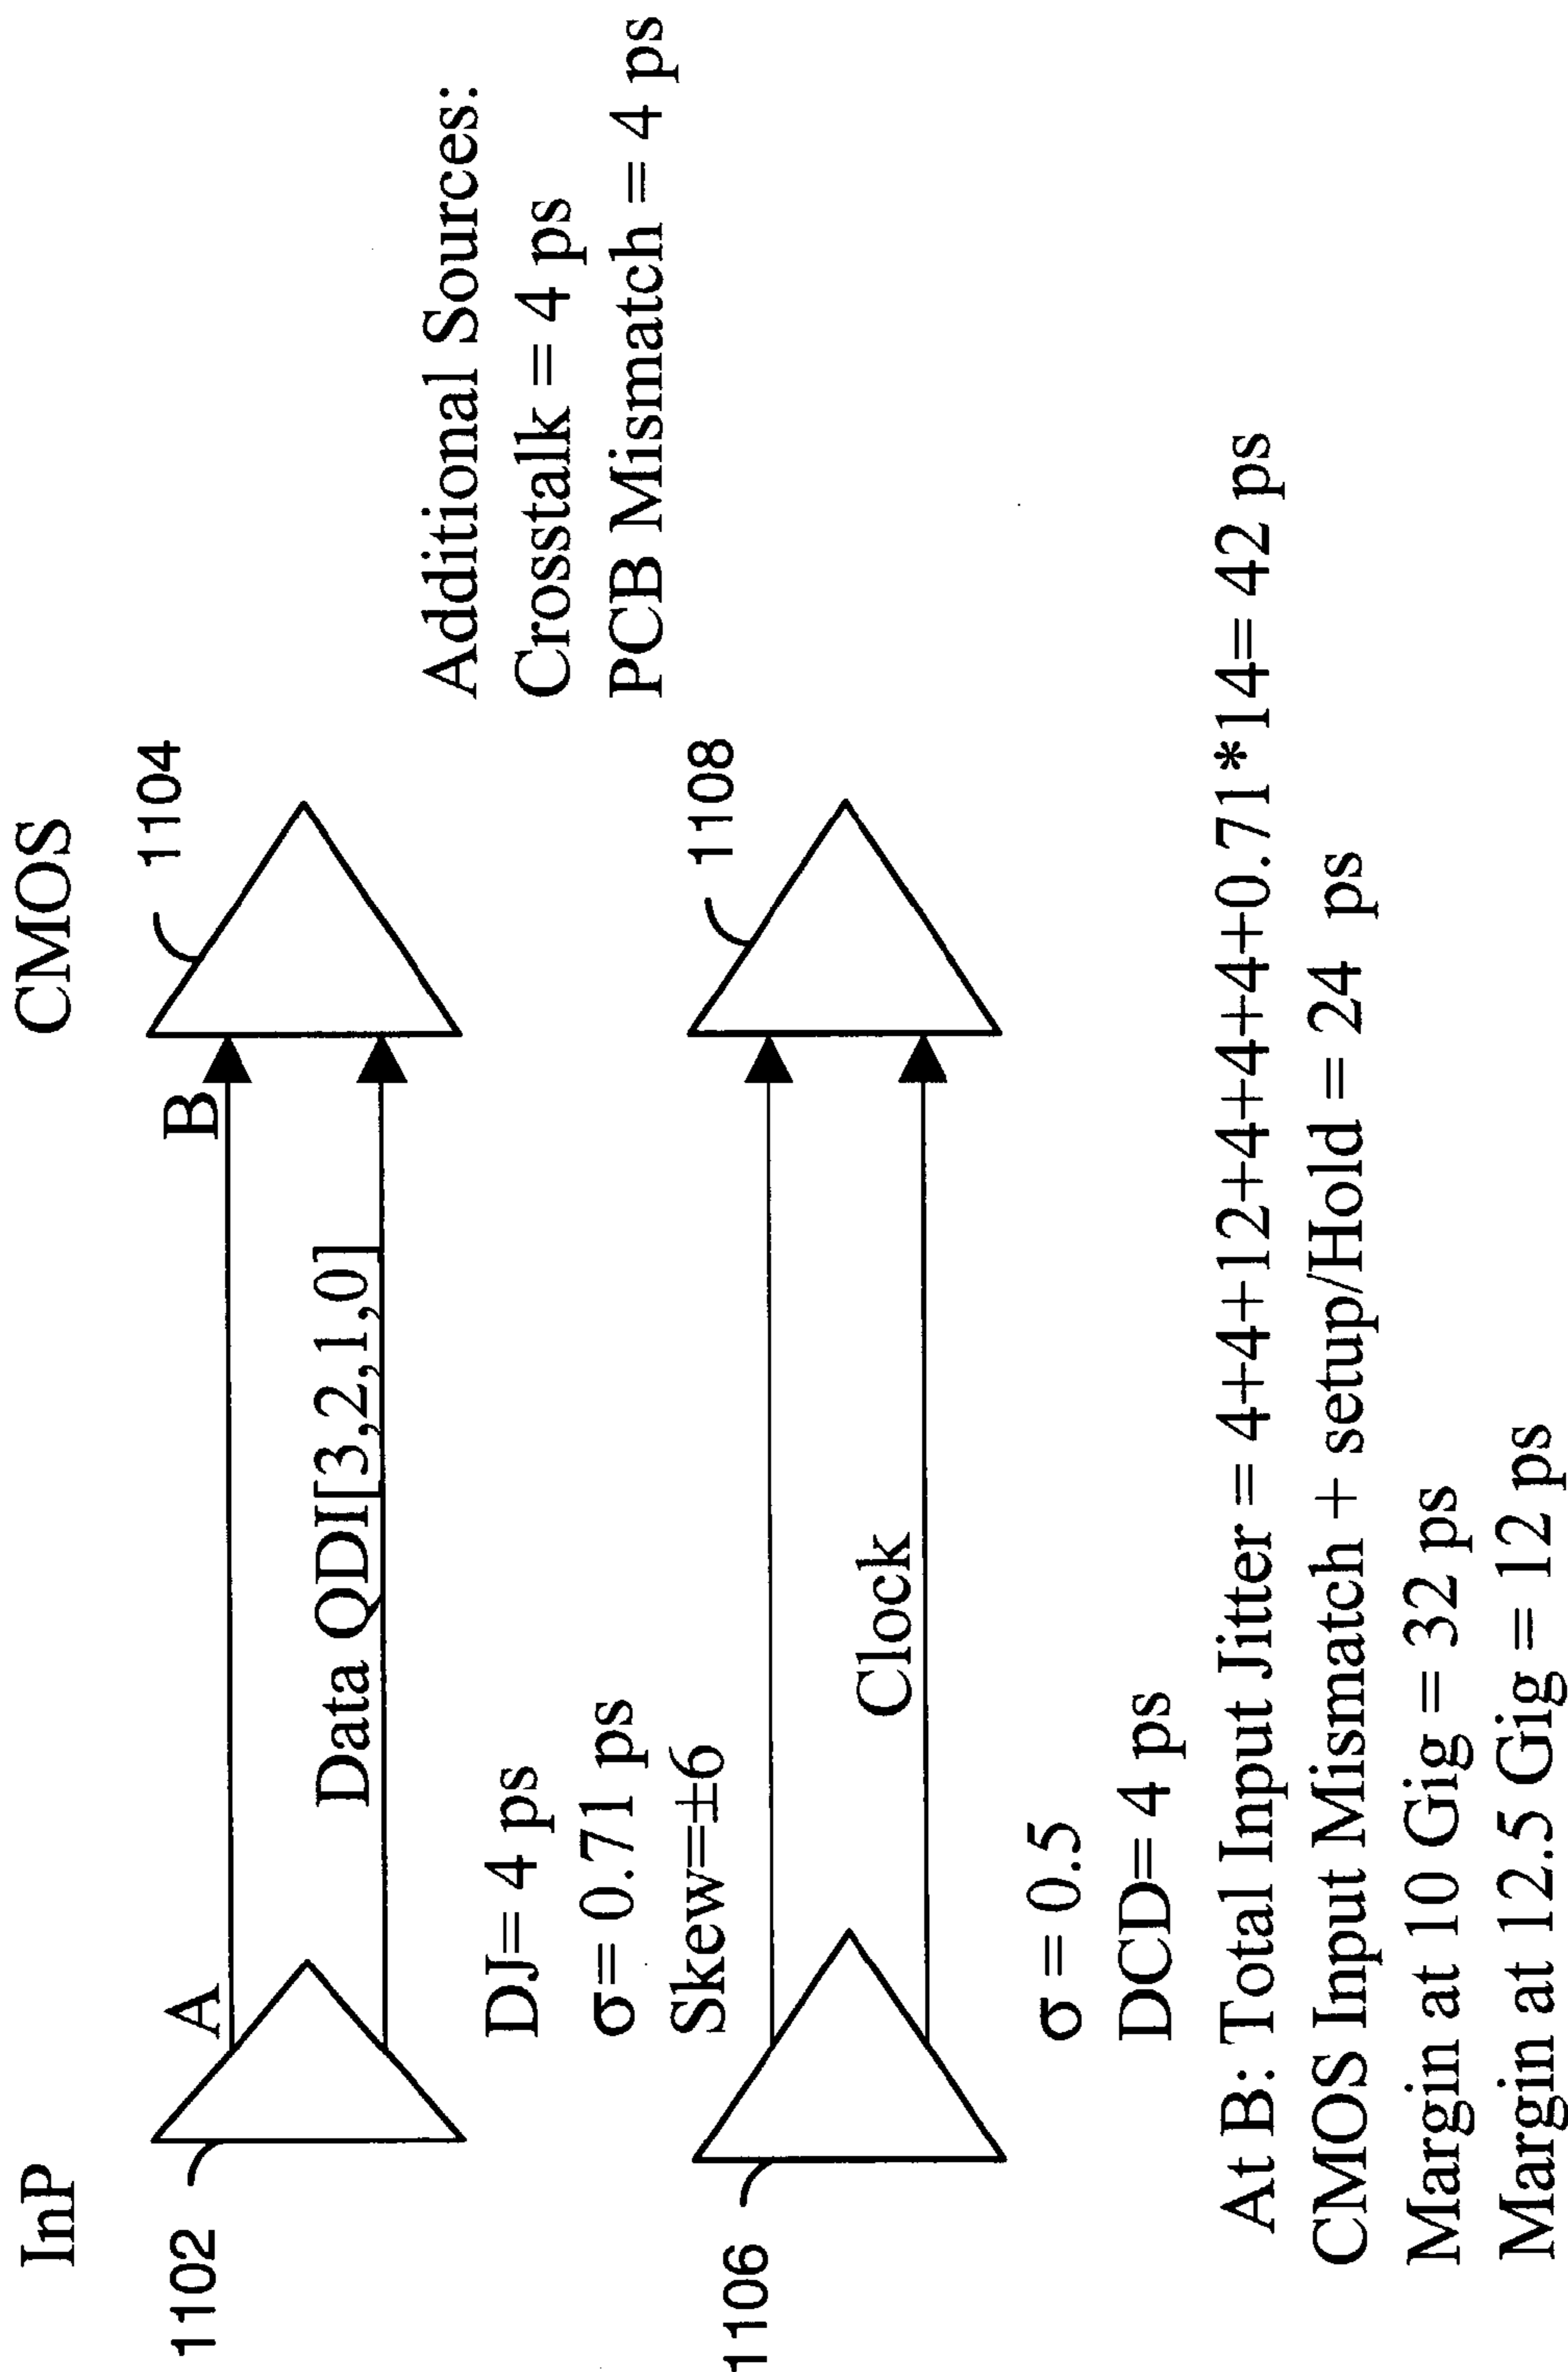 InP
CMOS
1102
A
B
1104
Data QDI[3,2,1,0]
DJ= 4 ps
σ= 0.71 ps
Skew=±6
Additional Sources:
Crosstalk = 4 ps
PCB Mismatch = 4 ps
1106
1108
Clock
σ = 0.5
DCD= 4 ps
At B: Total Input Jitter = 4+4+12+4+4+4+0.71*14= 42 ps
CMOS Input Mismatch + setup/Hold = 24 ps
Margin at 10 Gig = 32 ps
Margin at 12.5 Gig = 12 ps